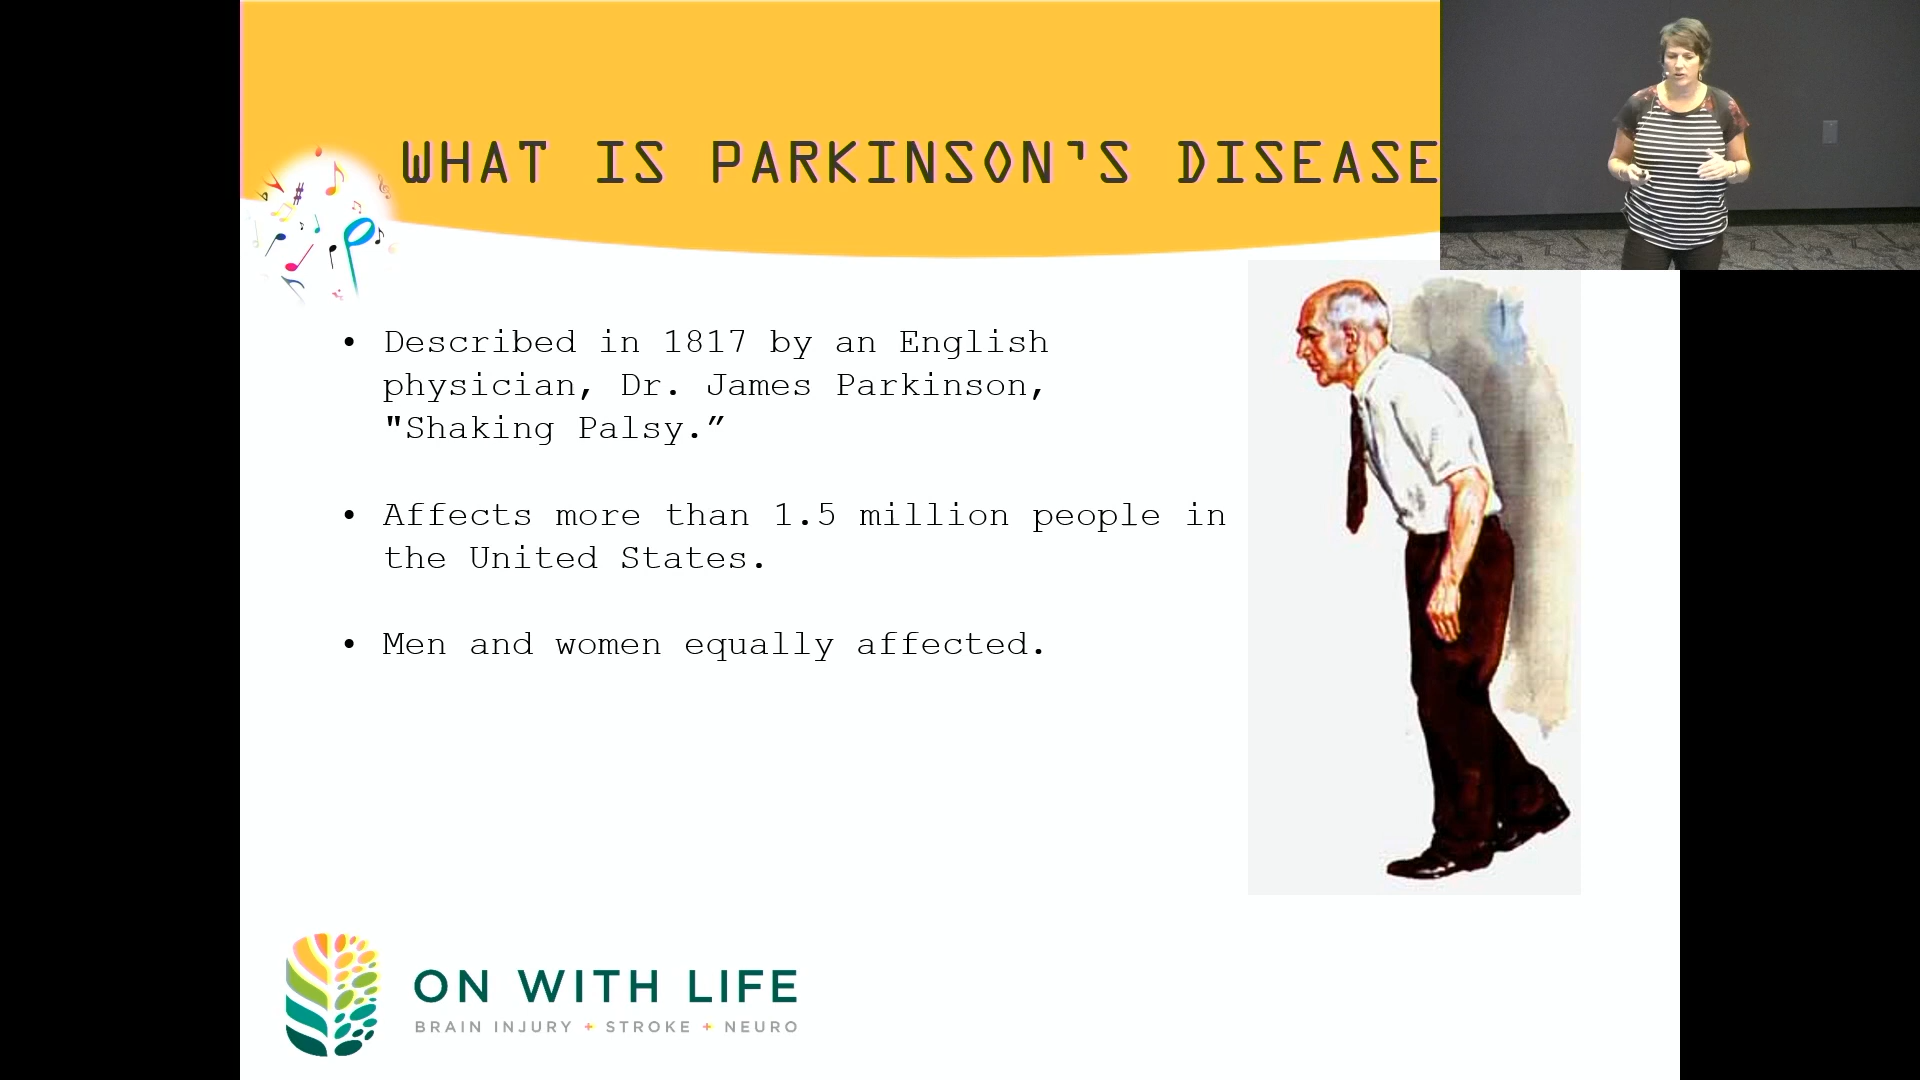 WHAT IS PARKINSON'S DISEASE
• Described in 1817 by an English
physician, Dr. James Parkinson,
"Shaking Palsy.”
• Affects more than 1.5 million people in
the United States.
• Men and women equally affected.
ON WITH LIFE
BRAIN INJURY + STROKE + NEURO